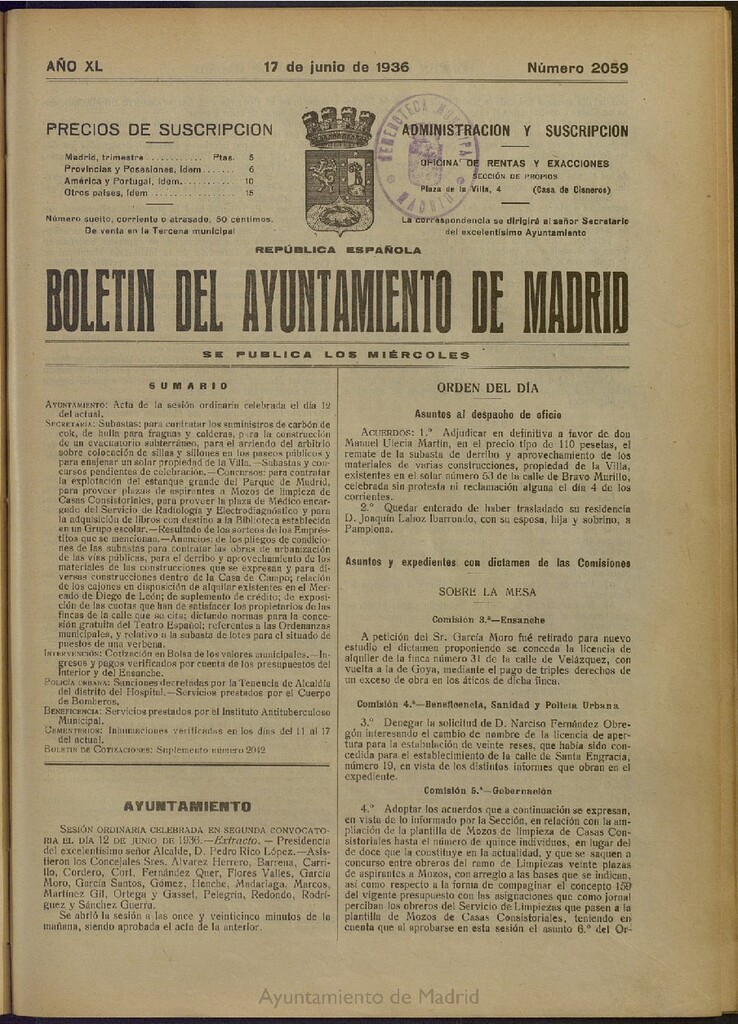 AÑO XL
17 de junio de 1936
Número 2059
PRECIOS DE SUSCRIPCION
Madrid, trimestre ........... Ptas. 5
Provincias y Posesiones, ídem ...... 6
América y Portugal, ídem .......... 10
Otros países, ídem ............... 15
Número suelto, corriente o atrasado, 50 céntimos.
De venta en la Tercena municipal
HEMEROTECA MUNICIPAL
MADRID
ADMINISTRACION Y SUSCRIPCION
OFICINA DE RENTAS Y EXACCIONES
SECCIÓN DE PROPIOS
Plaza de la Villa, 4 (Casa de Cisneros)
La correspondencia se dirigirá al señor Secretario
del excelentísimo Ayuntamiento
REPÚBLICA ESPAÑOLA
BOLETIN DEL AYUNTAMIENTO DE MADRID
SE PUBLICA LOS MIÉRCOLES
SUMARIO
AYUNTAMIENTO: Acta de la sesión ordinaria celebrada el día 12
del actual.
SECRETARÍA: Subastas: para contratar los suministros de carbón de
cok, de hulla para fraguas y calderas, para la construcción
de un evacuatorio subterráneo, para el arriendo del arbitrio
sobre colocación de sillas y sillones en los paseos públicos y
para enajenar un solar propiedad de la Villa.—Subastas y con-
cursos pendientes de celebración.—Concursos: para contratar
la explotación del estanque grande del Parque de Madrid,
para proveer plazas de aspirantes a Mozos de limpieza de
Casas Consistoriales, para proveer la plaza de Médico encar-
gado del Servicio de Radiología y Electrodiagnóstico y para
la adquisición de libros con destino a la Biblioteca establecida
en un Grupo escolar.—Resultado de los sorteos de los Emprés-
titos que se mencionan.—Anuncios: de los pliegos de condicio-
nes de las subastas para contratar las obras de urbanización
de las vías públicas, para el derribo y aprovechamiento de los
materiales de las construcciones que se expresan y para di-
versas construcciones dentro de la Casa de Campo; relación
de los cajones en disposición de alquilar existentes en el Mer-
cado de Diego de León; de suplemento de crédito; de exposi-
ción de las cuotas que han de satisfacer los propietarios de las
fincas de la calle que se cita; dictando normas para la conce-
sión gratuita del Teatro Español; referentes a las Ordenanzas
municipales, y relativo a la subasta de lotes para el situado de
puestos de una verbena.
INTERVENCIÓN: Cotización en Bolsa de los valores municipales.—In-
gresos y pagos verificados por cuenta de los presupuestos del
Interior y del Ensanche.
POLICÍA URBANA: Sanciones decretadas por la Tenencia de Alcaldía
del distrito del Hospital.—Servicios prestados por el Cuerpo
de Bomberos.
BENEFICENCIA: Servicios prestados por el Instituto Antituberculoso
Municipal.
CEMENTERIOS: Inhumaciones verificadas en los días del 11 al 17
del actual.
BOLETIN DE COTIZACIONES: Suplemento número 2042
AYUNTAMIENTO
SESIÓN ORDINARIA CELEBRADA EN SEGUNDA CONVOCATO-
RIA EL DÍA 12 DE JUNIO DE 1936.—Extracto.— Presidencia
del excelentísimo señor Alcalde, D. Pedro Rico López.—Asis-
tieron los Concejales Sres. Alvarez Herrero, Barrena, Carri-
llo, Cordero, Cort, Fernández Quer, Flores Valles, García
Moro, García Santos, Gómez, Henche, Madariaga, Marcos,
Martínez Gil, Ortega y Gasset, Pelegrín, Redondo, Rodrí-
guez y Sánchez Guerra.
Se abrió la sesión a las once y veinticinco minutos de la
mañana, siendo aprobada el acta de la anterior.
ORDEN DEL DÍA
Asuntos al despacho de oficio
ACUERDOS: 1.º Adjudicar en definitiva a favor de don
Manuel Ulecia Martín, en el precio tipo de 110 pesetas, el
remate de la subasta de derribo y aprovechamiento de los
materiales de varias construcciones, propiedad de la Villa,
existentes en el solar número 53 de la calle de Bravo Murillo,
celebrada sin protesta ni reclamación alguna el día 4 de los
corrientes.
2.º Quedar enterado de haber trasladado su residencia
D. Joaquín Lahoz Ibarrondo, con su esposa, hija y sobrino, a
Pamplona.
Asuntos y expedientes con dictamen de las Comisiones
SOBRE LA MESA
Comisión 3.ª—Ensanche
A petición del Sr. García Moro fué retirado para nuevo
estudio el dictamen proponiendo se conceda la licencia de
alquiler de la finca número 31 de la calle de Velázquez, con
vuelta a la de Goya, mediante el pago de triples derechos de
un exceso de obra en los áticos de dicha finca.
Comisión 4.ª—Beneficencia, Sanidad y Policía Urbana
3.º Denegar la solicitud de D. Narciso Fernández Obre-
gón interesando el cambio de nombre de la licencia de aper-
tura para la estabulación de veinte reses, que había sido con-
cedida para el establecimiento de la calle de Santa Engracia,
número 19, en vista de los distintos informes que obran en el
expediente.
Comisión 5.ª—Gobernación
4.º Adoptar los acuerdos que a continuación se expresan,
en vista de lo informado por la Sección, en relación con la am-
pliación de la plantilla de Mozos de limpieza de Casas Con-
sistoriales hasta el número de quince individuos, en lugar del
de doce que la constituye en la actualidad, y que se saquen a
concurso entre obreros del ramo de Limpiezas veinte plazas
de aspirantes a Mozos, con arreglo a las bases que se indican,
así como respecto a la forma de compaginar el concepto 159
del vigente presupuesto con las asignaciones que como jornal
perciban los obreros del Servicio de Limpiezas que pasen a la
plantilla de Mozos de Casas Consistoriales, teniendo en
cuenta que al aprobarse en esta sesión el asunto 6.º del Or-
Ayuntamiento de Madrid